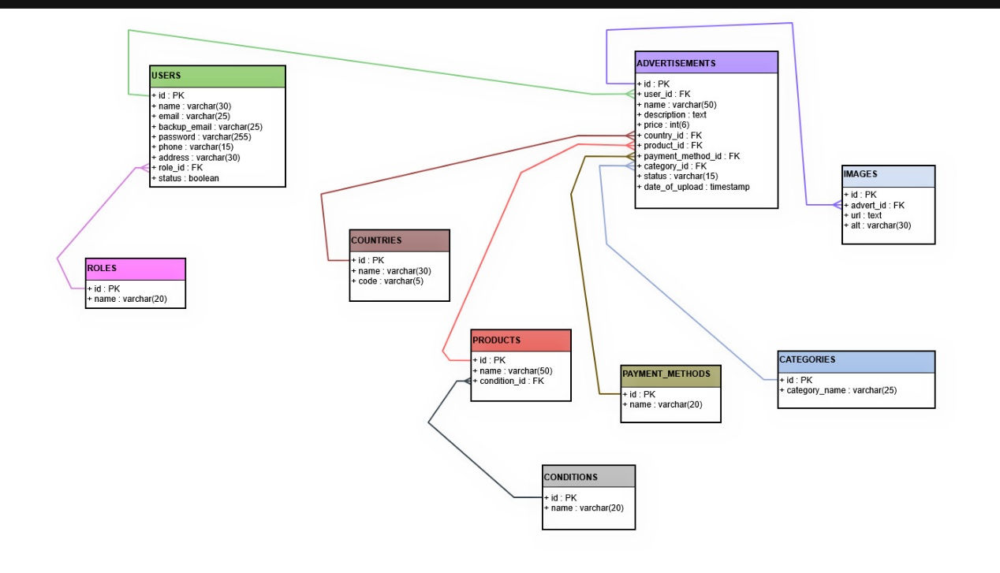 USERS
+ id : PK
+ name : varchar(30)
+ email : varchar(25)
+ backup_email : varchar(25)
+ password : varchar(255)
+ phone : varchar(15)
+ address : varchar(30)
+ role_id : FK
+ status : boolean
ADVERTISEMENTS
+ id : PK
+ user_id : FK
+ name : varchar(50)
+ description : text
+ price : int(6)
+ country_id : FK
+ product_id : FK
+ payment_method_id : FK
+ category_id : FK
+ status : varchar(15)
+ date_of_upload : timestamp
IMAGES
+ id : PK
+ advert_id : FK
+ url : text
+ alt : varchar(30)
COUNTRIES
+ id : PK
+ name : varchar(30)
+ code : varchar(5)
ROLES
+ id : PK
+ name : varchar(20)
PRODUCTS
+ id : PK
+ name : varchar(50)
+ condition_id : FK
PAYMENT_METHODS
+ id : PK
+ name : varchar(20)
CATEGORIES
+ id : PK
+ category_name : varchar(25)
CONDITIONS
+ id : PK
+ name : varchar(20)